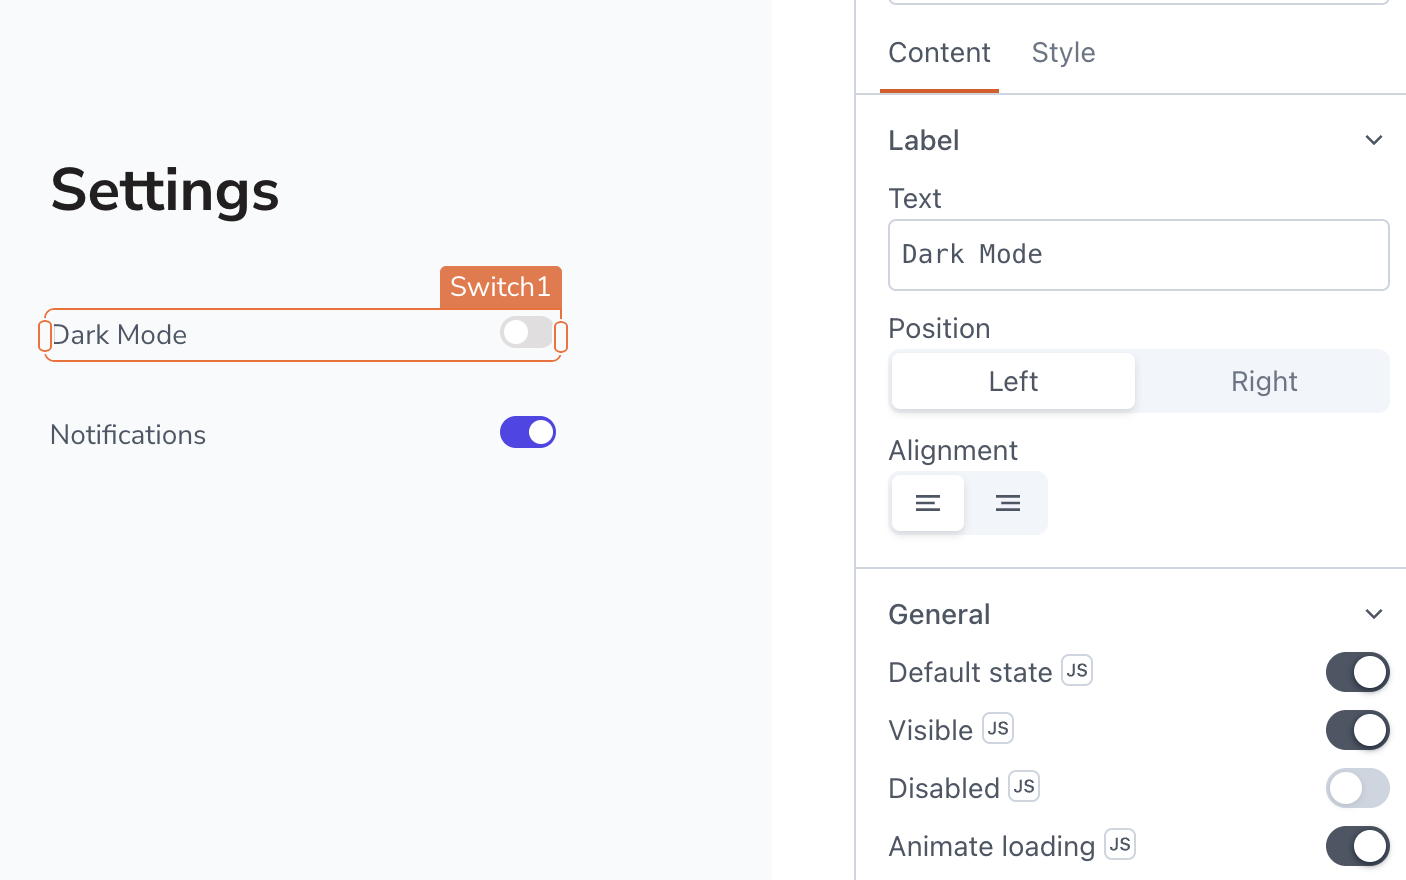 Settings
Switch1
Dark Mode
Notifications
Content Style
Label
Text
Dark Mode
Position
Left Right
Alignment
General
Default state JS
Visible JS
Disabled JS
Animate loading JS